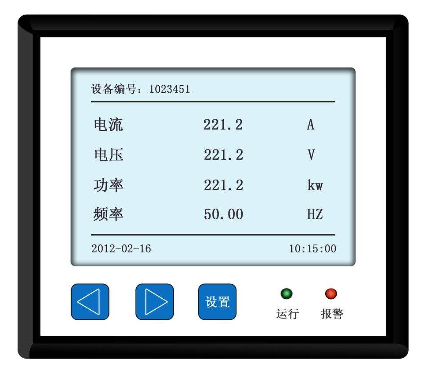 设备编号：1023451
电流 221.2 A
电压 221.2 V
功率 221.2 kw
频率 50.00 HZ
2012-02-16 10:15:00
设置
运行 报警